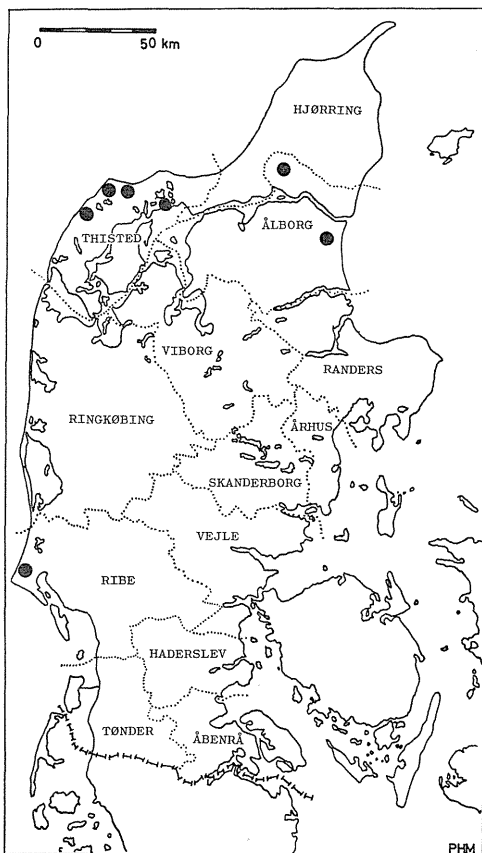 0 50 km
HJØRRING
THISTED
ÅLBORG
VIBORG
RANDERS
RINGKØBING
ÅRHUS
SKANDERBORG
VEJLE
RIBE
HADERSLEV
TØNDER
ÅBENRÅ
PHM